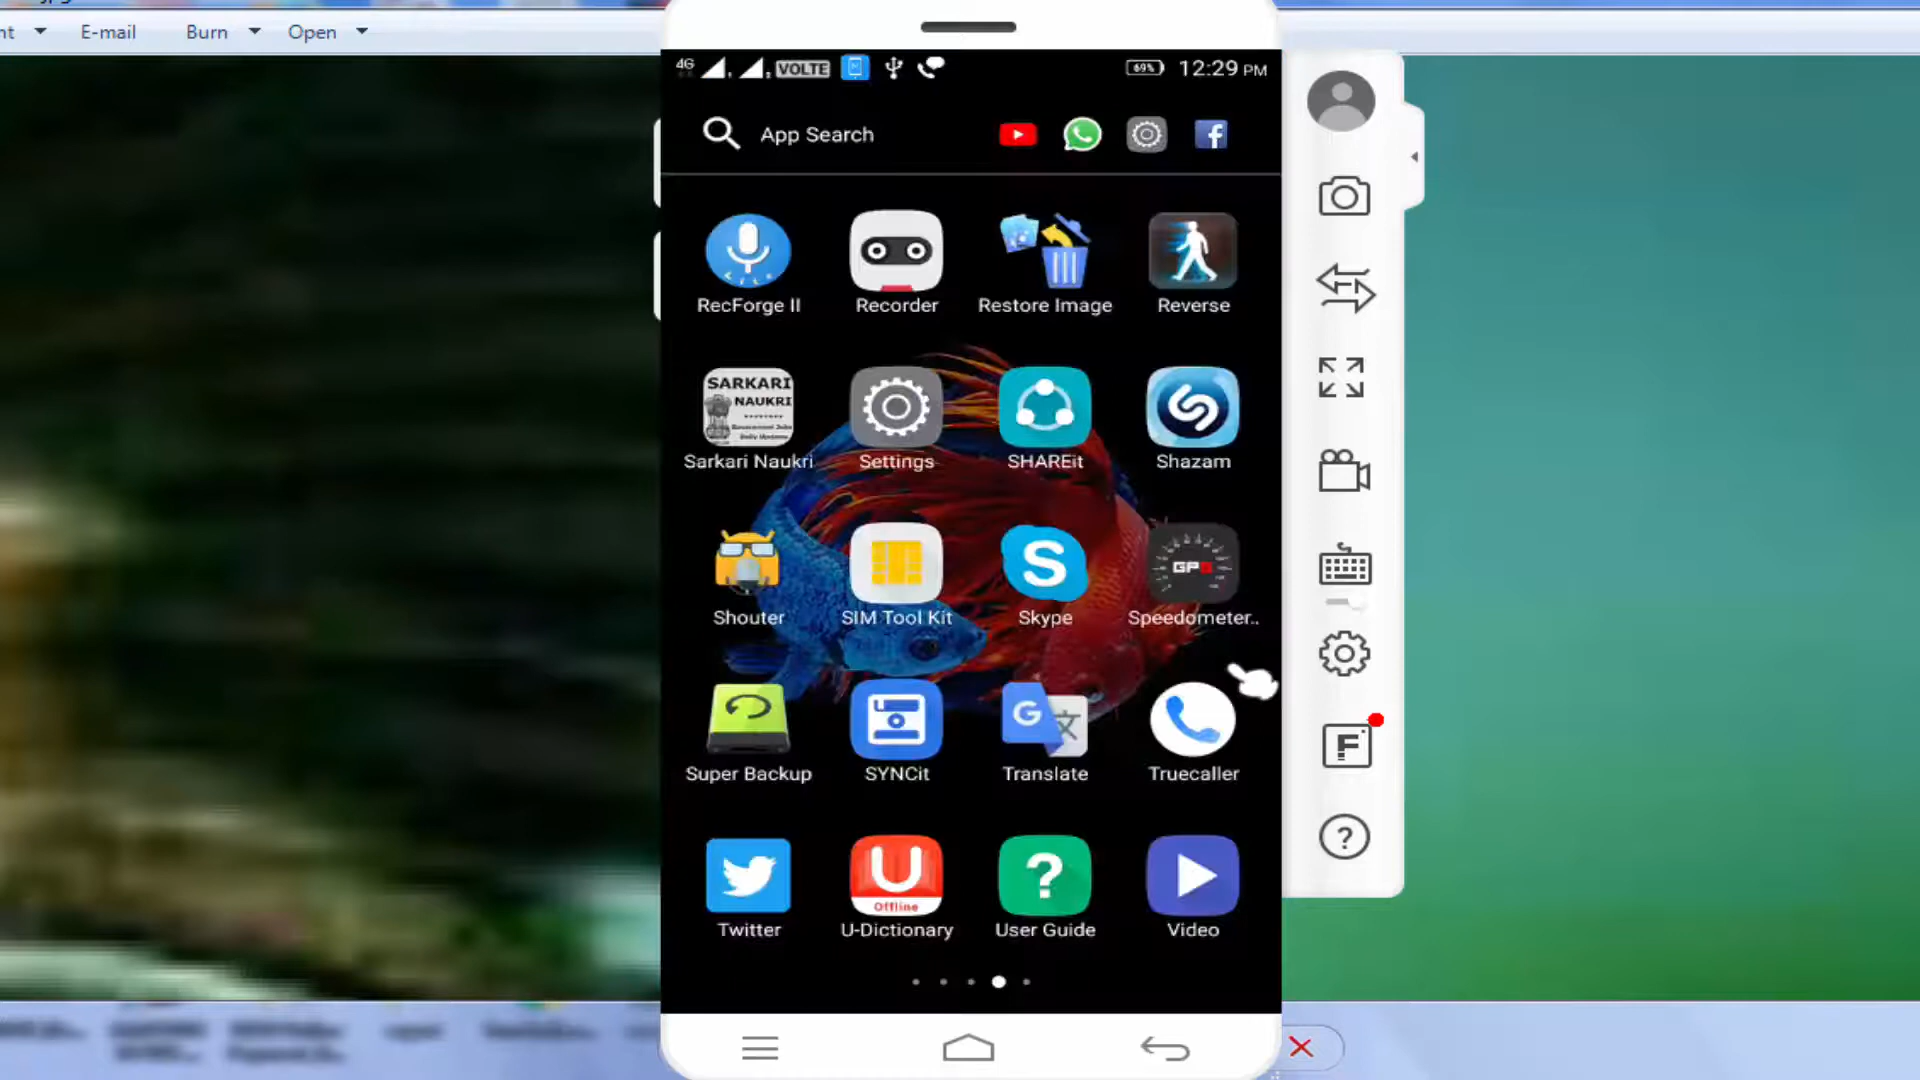 E-mail Burn Open
4G VOLTE 69% 12:29 PM
App Search
RecForge II Recorder Restore Image Reverse
SARKARI
NAUKRI
Sarkari Naukri Settings SHAREit Shazam
GPS
Shouter SIM Tool Kit Skype Speedometer..
G
Super Backup SYNCit Translate Truecaller
U
Offline
Twitter U-Dictionary User Guide Video